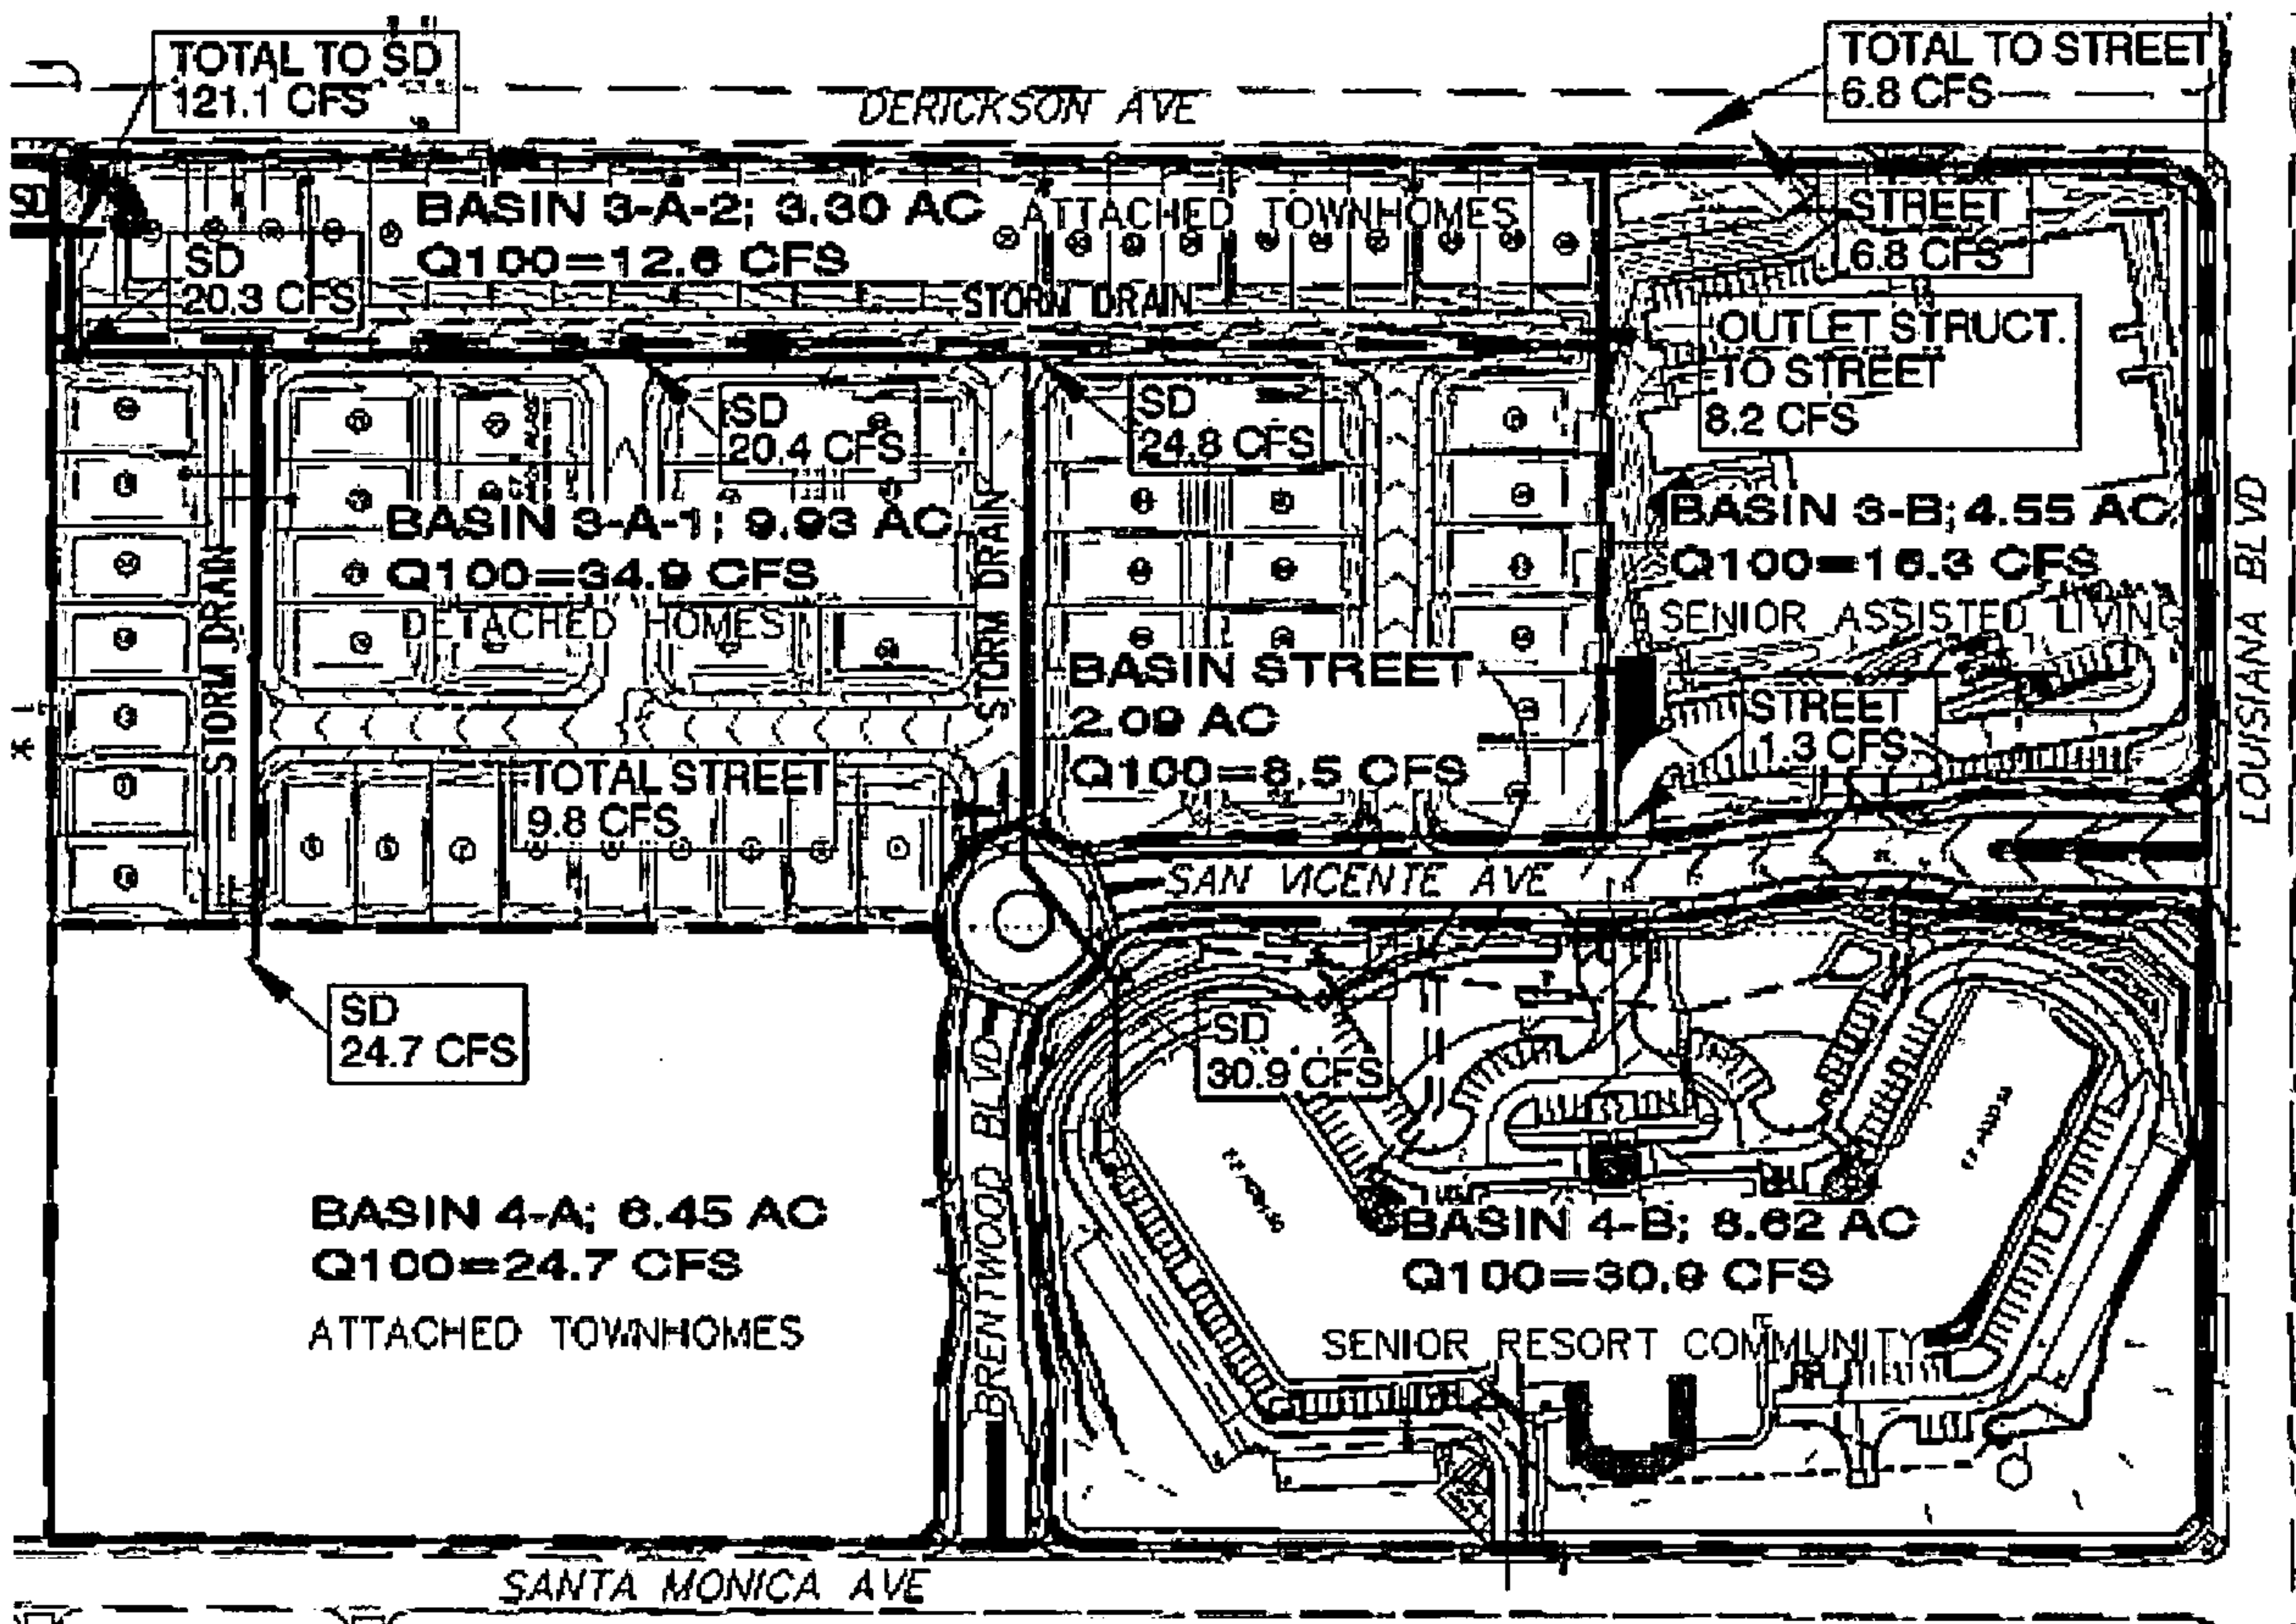 TOTAL TO SD
121.1 CFS
TOTAL TO STREET
6.8 CFS
DERICKSON AVE
SD
BASIN 3-A-2; 3.30 AC
Q100=12.6 CFS
ATTACHED TOWNHOMES
STREET
6.8 CFS
SD
20.3 CFS
STORM DRAIN
OUTLET STRUCT.
TO STREET
8.2 CFS
SD
20.4 CFS
SD
24.8 CFS
BASIN 3-A-1; 9.93 AC
Q100=34.9 CFS
DETACHED HOMES
STORM DRAIN
STORM DRAIN
BASIN 3-B; 4.55 AC
Q100=16.3 CFS
SENIOR ASSISTED LIVING
LOUISIANA BLVD
BASIN STREET
2.09 AC
Q100=8.5 CFS
STREET
1.3 CFS
TOTAL STREET
9.8 CFS
SAN VICENTE AVE
SD
24.7 CFS
SD
30.9 CFS
BRENTWOOD BLVD
BASIN 4-A; 6.45 AC
Q100=24.7 CFS
ATTACHED TOWNHOMES
BASIN 4-B; 8.62 AC
Q100=30.9 CFS
SENIOR RESORT COMMUNITY
SANTA MONICA AVE